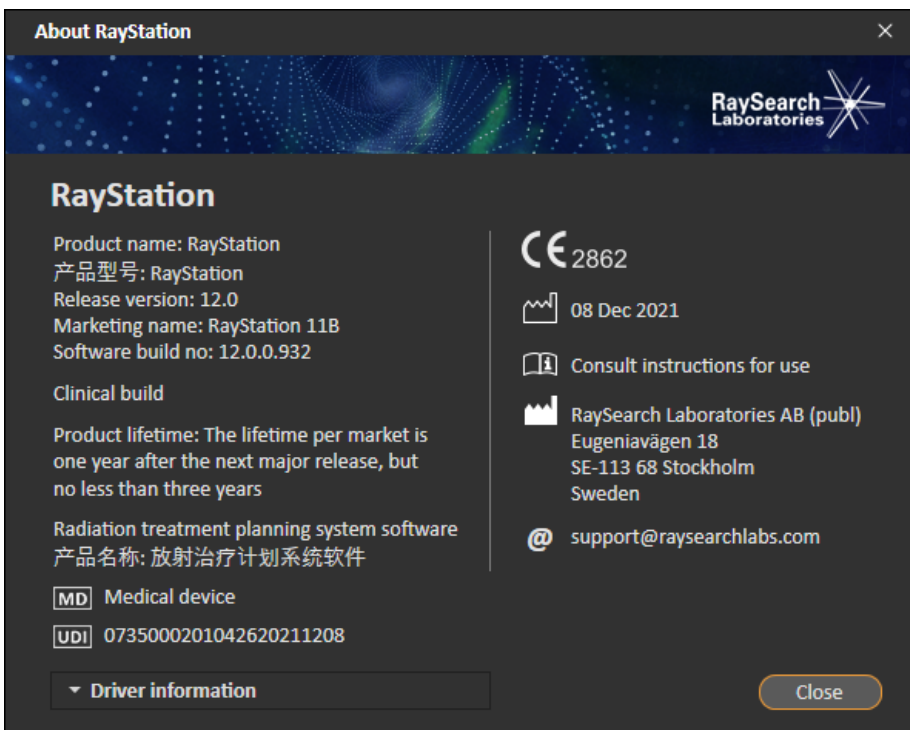 About RayStation
RaySearch
Laboratories
RayStation
Product name: RayStation
产品型号: RayStation
Release version: 12.0
Marketing name: RayStation 11B
Software build no: 12.0.0.932
Clinical build
Product lifetime: The lifetime per market is
one year after the next major release, but
no less than three years
Radiation treatment planning system software
产品名称: 放射治疗计划系统软件
MD Medical device
UDI 0735000201042620211208
Driver information
CE 2862
08 Dec 2021
Consult instructions for use
RaySearch Laboratories AB (publ)
Eugeniavägen 18
SE-113 68 Stockholm
Sweden
@ support@raysearchlabs.com
Close